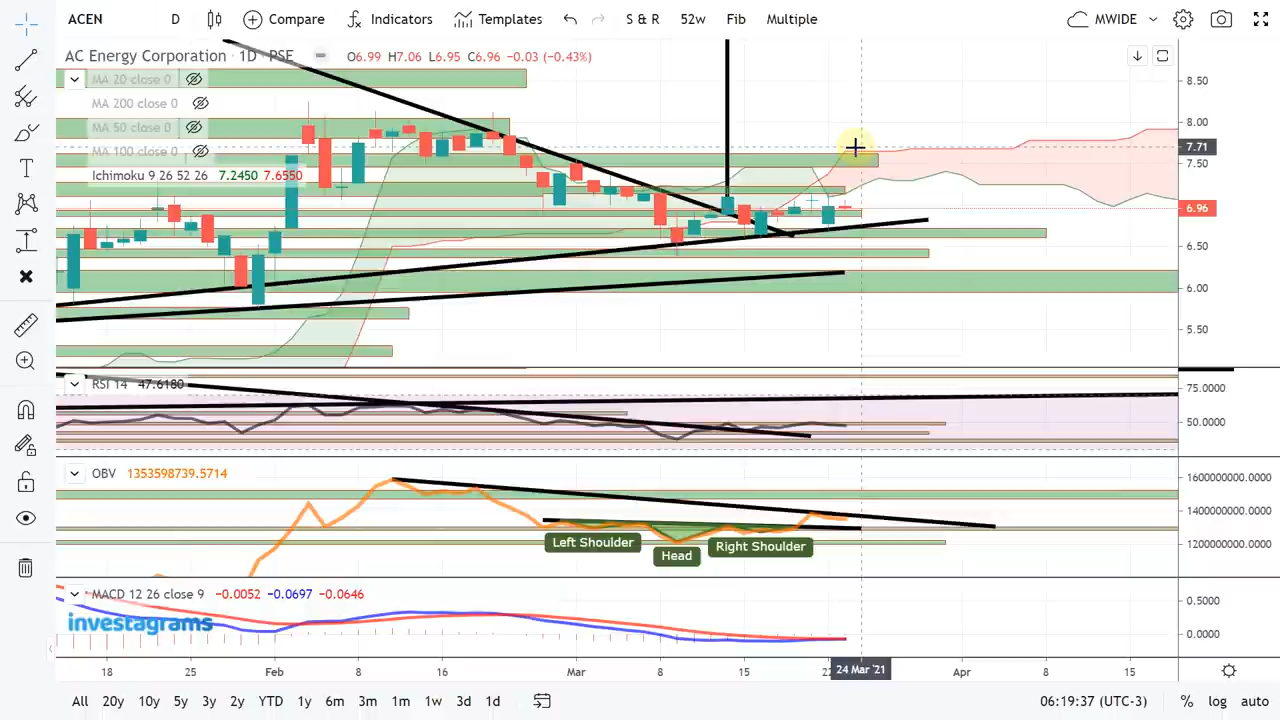 ACEN D Compare Indicators Templates S & R 52w Fib Multiple MWIDE
AC Energy Corporation · 1D · PSE O6.99 H7.06 L6.95 C6.96 −0.03 (−0.43%)
MA 20 close 0
MA 200 close 0
MA 50 close 0
MA 100 close 0
Ichimoku 9 26 52 26 7.2450 7.6550
8.50
8.00
7.71
7.50
6.96
6.50
6.00
5.50
RSI 14 47.6180
75.0000
50.0000
OBV 1353598739.5714
1600000000.0000
1400000000.0000
1200000000.0000
Left Shoulder
Head
Right Shoulder
MACD 12 26 close 9 −0.0052 −0.0697 −0.0646
0.5000
0.0000
investagrams
18 25 Feb 8 16 Mar 8 15 22 24 Mar '21 Apr 8 15
All 20y 10y 5y 3y 2y YTD 1y 6m 3m 1m 1w 3d 1d 06:19:37 (UTC-3) % log auto